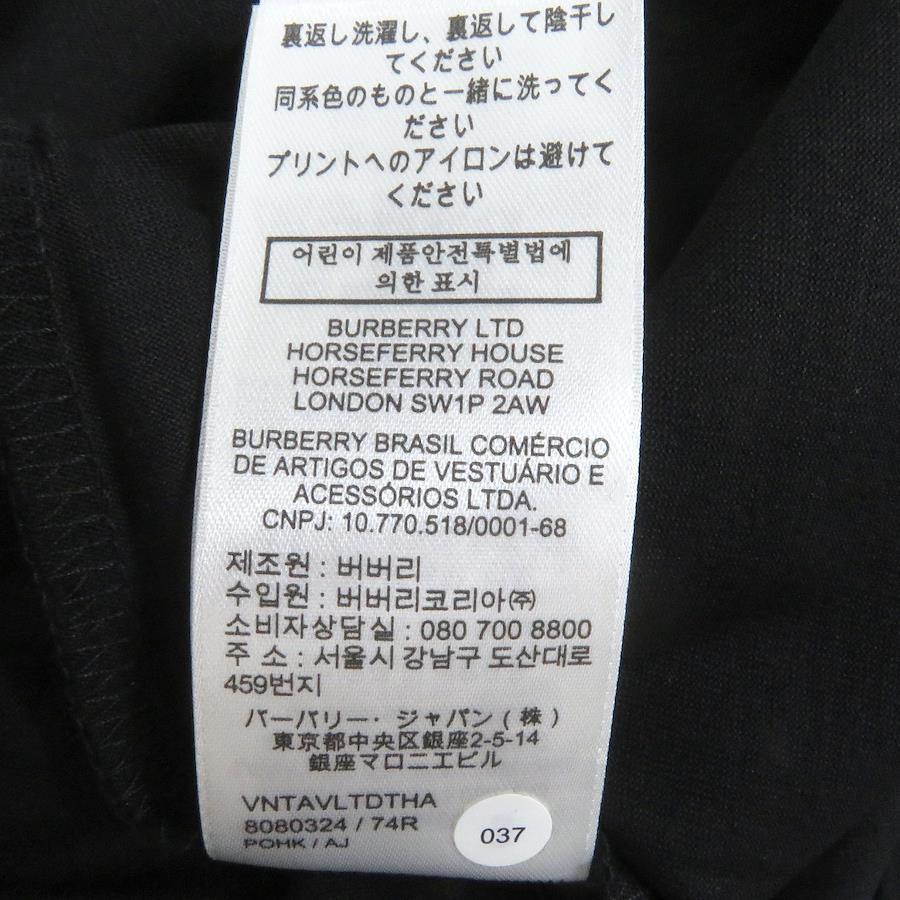 裏返し洗濯し、裏返して陰干し
てください
同系色のものと一緒に洗ってく
ださい
プリントへのアイロンは避けて
ください
어린이 제품안전특별법에
의한 표시
BURBERRY LTD
HORSEFERRY HOUSE
HORSEFERRY ROAD
LONDON SW1P 2AW
BURBERRY BRASIL COMÉRCIO
DE ARTIGOS DE VESTUÁRIO E
ACESSÓRIOS LTDA.
CNPJ: 10.770.518/0001-68
제조원 : 버버리
수입원 : 버버리코리아㈜
소비자상담실 : 080 700 8800
주 소 : 서울시 강남구 도산대로
459번지
バーバリー・ジャパン ( 株 )
東京都中央区銀座2-5-14
銀座マロニエビル
VNTAVLTDTHA
8080324 / 74R
POHK / AJ
037